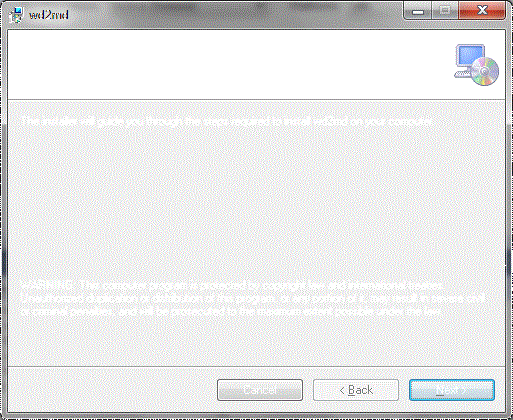 wd2md
The installer will guide you through the steps required to install wd2md on your computer.
WARNING: This computer program is protected by copyright law and international treaties.
Unauthorized duplication or distribution of this program, or any portion of it, may result in severe civil
or criminal penalties, and will be prosecuted to the maximum extent possible under the law.
Cancel
< Back
Next >